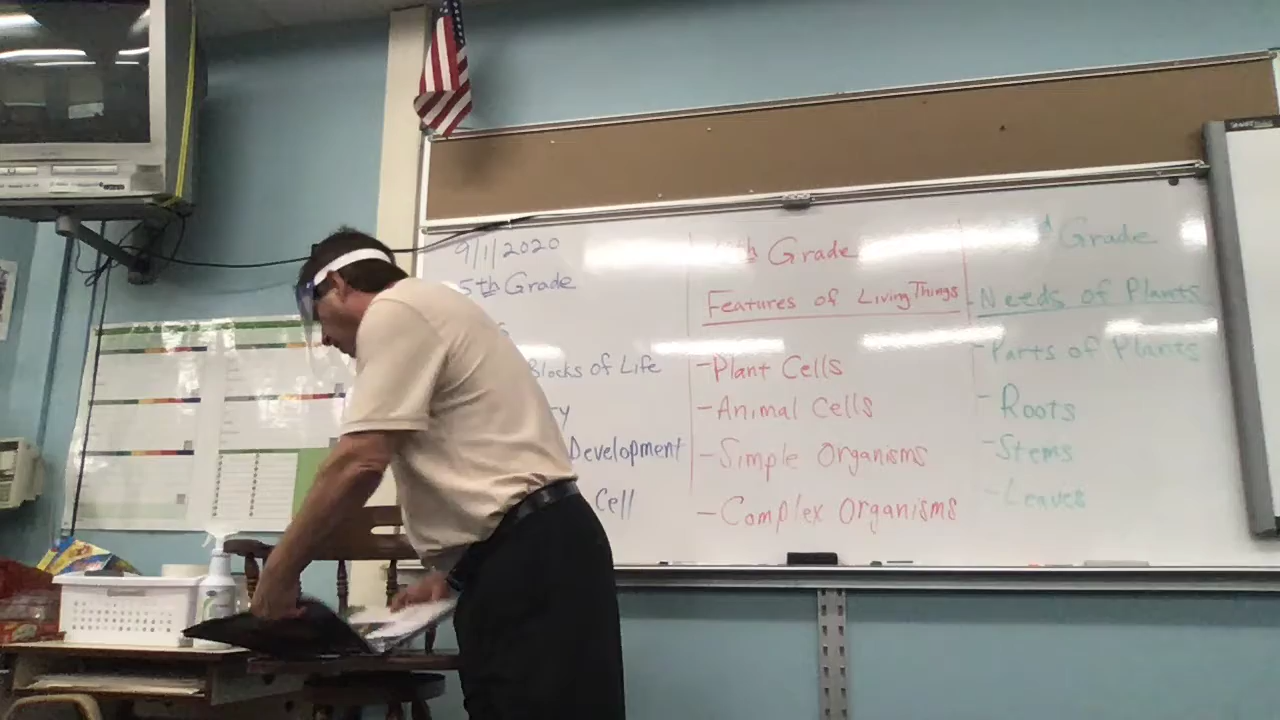 9/1/2020
5th Grade
Blocks of Life
Development
Cell
Grade
Features of Living Things
-Plant Cells
-Animal Cells
-Simple Organisms
-Complex Organisms
Grade
Needs of Plants
-Parts of Plants
-Roots
-Stems
-Leaves